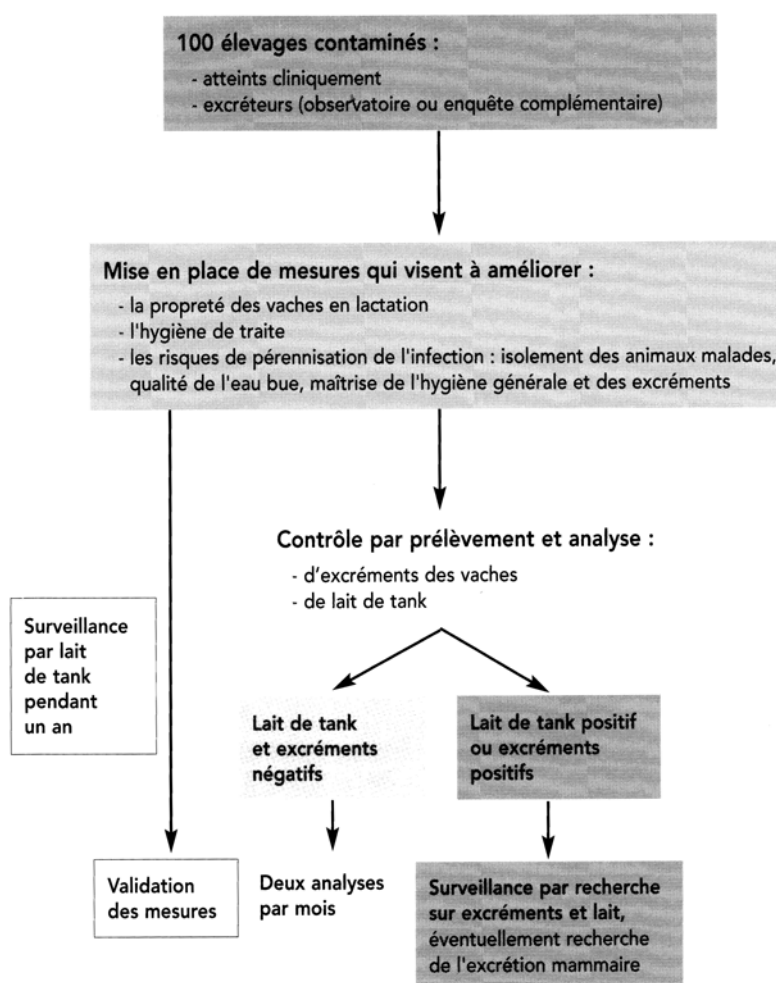 100 élevages contaminés :
- atteints cliniquement
- excréteurs (observatoire ou enquête complémentaire)
Mise en place de mesures qui visent à améliorer :
- la propreté des vaches en lactation
- l'hygiène de traite
- les risques de pérennisation de l'infection : isolement des animaux malades,
qualité de l'eau bue, maîtrise de l'hygiène générale et des excréments
Contrôle par prélèvement et analyse :
- d'excréments des vaches
- de lait de tank
Surveillance
par lait
de tank
pendant
un an
Lait de tank
et excréments
négatifs
Lait de tank positif
ou excréments
positifs
Validation
des mesures
Deux analyses
par mois
Surveillance par recherche
sur excréments et lait,
éventuellement recherche
de l'excrétion mammaire